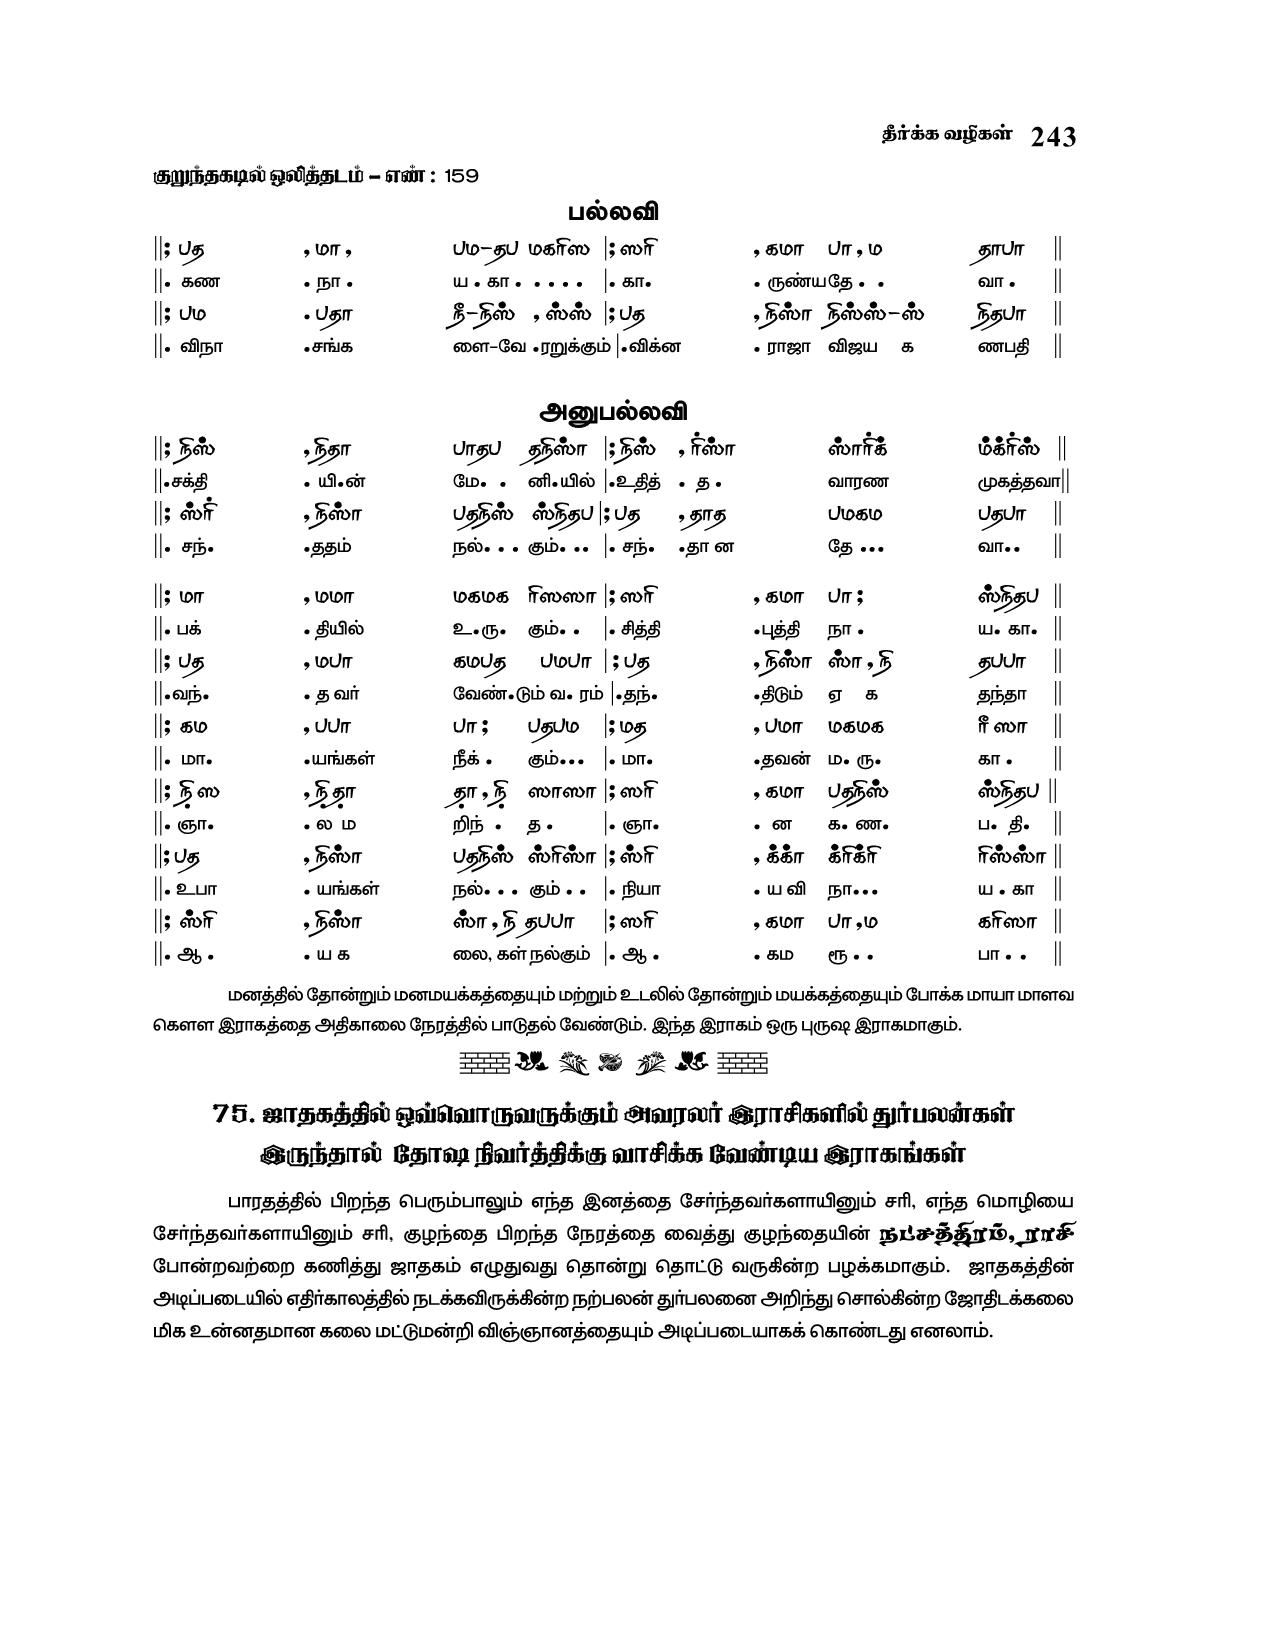 தீர்க்க வழிகள் 243
குறுந்தகடில் ஒலித்தடம் – எண் : 159
பல்லவி
||; பத , மா , பம–தப மகரிஸ |; ஸரி , கமா பா , ம தாபா ||
||. கண . நா . ய . கா . . . . . |. கா. . ருண்யதே . . வா . ||
||; பம . பதா நீ–நிஸ் , ஸ்ஸ் |; பத , நிஸ்ா நிஸ்ஸ்–ஸ் நிதபா ||
||. விநா .சங்க ளை–வே .ரறுக்கும் |.விக்ன . ராஜா விஜய க ணபதி ||
அனுபல்லவி
||; நிஸ் , நிதா பாதப தநிஸ்ா |; நிஸ் , ர்ஸ்ா ஸ்ார்க் ம்க்ர்ஸ் ||
||.சக்தி . யி.ன் மே. . னி.யில் |.உதித் . த . வாரண முகத்தவா||
||; ஸ்ர் , நிஸ்ா பதநிஸ் ஸ்நிதப |; பத , தாத பமகம பதபா ||
||. சந். .ததம் நல். . . கும். . . |. சந். .தா ன தே ... வா.. ||
||; மா , மமா மகமக ரிஸஸா |; ஸரி , கமா பா ; ஸ்நிதப ||
||. பக் . தியில் உ.ரு. கும். . |. சித்தி .புத்தி நா . ய. கா. ||
||; பத , மபா கமபத பமபா | ; பத , நிஸ்ா ஸ்ா , நி தபபா ||
||.வந். . த வர் வேண்.டும் வ. ரம் |.தந். .திடும் ஏ க தந்தா ||
||; கம , பபா பா ; பதபம |; மத , பமா மகமக ரீ ஸா ||
||. மா. .யங்கள் நீக் . கும்... |. மா. .தவன் ம. ரு. கா . ||
||; நி ஸ , நி தா தா , நி ஸாஸா |; ஸரி , கமா பதநிஸ் ஸ்நிதப ||
||. ஞா. . ல ம றிந் . த . |. ஞா. . ன க. ண. ப. தி. ||
||; பத , நிஸ்ா பதநிஸ் ஸ்ர்ஸ்ா |; ஸ்ர் , க்க்ா க்ர்க்ர் ரிஸ்ஸ்ா ||
||. உபா . யங்கள் நல். . . கும் . . |. நியா . ய வி நா... ய . கா ||
||; ஸ்ரி , நிஸ்ா ஸ்ா , நி தபபா |; ஸரி , கமா பா , ம கரிஸா ||
||. ஆ . . ய க லை, கள் நல்கும் |. ஆ . . கம ரூ . . பா . . ||
மனத்தில் தோன்றும் மனமயக்கத்தையும் மற்றும் உடலில் தோன்றும் மயக்கத்தையும் போக்க மாயா மாளவ
கௌள இராகத்தை அதிகாலை நேரத்தில் பாடுதல் வேண்டும். இந்த இராகம் ஒரு புருஷ இராகமாகும்.
75. ஜாதகத்தில் ஒவ்வொருவருக்கும் அவரவர் இராசிகளில் துர்பலன்கள்
இருந்தால் தோஷ நிவர்த்திக்கு வாசிக்க வேண்டிய இராகங்கள்
பாரதத்தில் பிறந்த பெரும்பாலும் எந்த இனத்தை சேர்ந்தவர்களாயினும் சரி, எந்த மொழியை
சேர்ந்தவர்களாயினும் சரி, குழந்தை பிறந்த நேரத்தை வைத்து குழந்தையின் நட்சத்திரம், ராசி
போன்றவற்றை கணித்து ஜாதகம் எழுதுவது தொன்று தொட்டு வருகின்ற பழக்கமாகும். ஜாதகத்தின்
அடிப்படையில் எதிர்காலத்தில் நடக்கவிருக்கின்ற நற்பலன் துர்பலனை அறிந்து சொல்கின்ற ஜோதிடக்கலை
மிக உன்னதமான கலை மட்டுமன்றி விஞ்ஞானத்தையும் அடிப்படையாகக் கொண்டது எனலாம்.